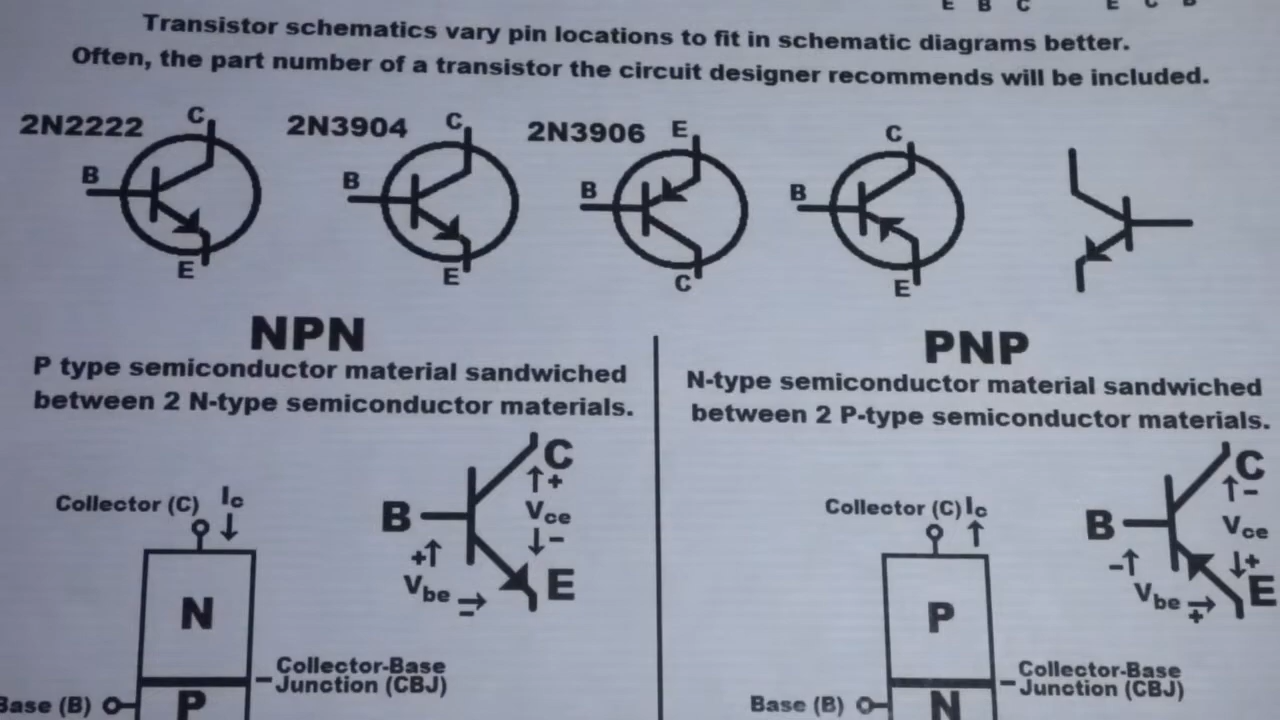 E B C E C B
Transistor schematics vary pin locations to fit in schematic diagrams better.
Often, the part number of a transistor the circuit designer recommends will be included.
2N2222 C B E
2N3904 C B E
2N3906 E B C
C B E
NPN
P type semiconductor material sandwiched
between 2 N-type semiconductor materials.
Collector (C) Ic ↓
N
Collector-Base
Junction (CBJ)
Base (B)
P
C
↑+
B
Vce
+↑
↓-
Vbe →
-
E
PNP
N-type semiconductor material sandwiched
between 2 P-type semiconductor materials.
Collector (C) Ic ↑
P
Collector-Base
Junction (CBJ)
Base (B)
N
C
↑-
B
Vce
-↑
↓+
Vbe →
+
E